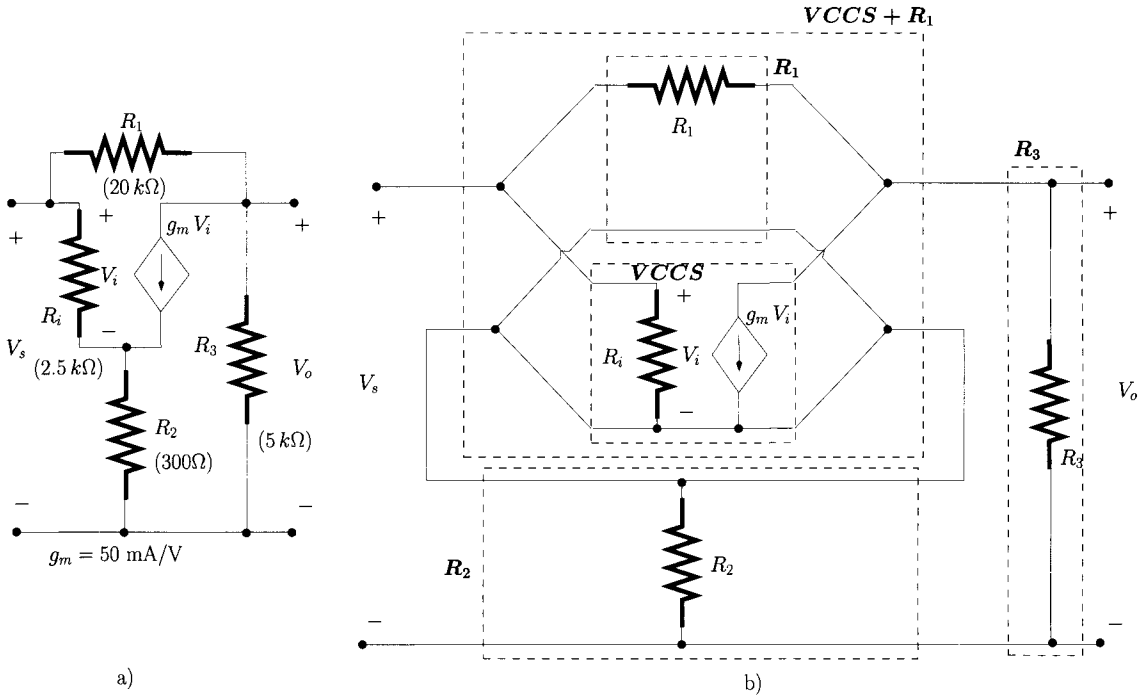 R₁
(20 kΩ)
+
+
+
gₘ Vᵢ
Vᵢ
Rᵢ
−
Vₛ
(2.5 kΩ)
R₃
Vₒ
R₂
(300Ω)
(5 kΩ)
−
−
gₘ = 50 mA/V
a)
VCCS + R₁
R₁
R₁
R₃
+
+
VCCS
+
gₘ Vᵢ
Rᵢ
Vᵢ
Vₛ
Vₒ
−
R₃
R₂
R₂
−
−
b)